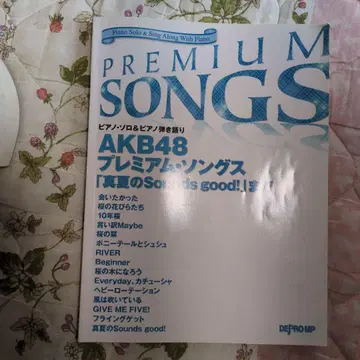 Piano Solo & Sing Along With Piano
PREMIUM
SONGS
ピアノ・ソロ&ピアノ弾き語り
AKB48
プレミアム・ソングス
「真夏のSounds good!」まで
会いたかった
桜の花びらたち
10年桜
言い訳Maybe
桜の栞
ポニーテールとシュシュ
RIVER
Beginner
桜の木になろう
Everyday、カチューシャ
ヘビーローテーション
風は吹いている
GIVE ME FIVE!
フライングゲット
真夏のSounds good!
DEPRO MP